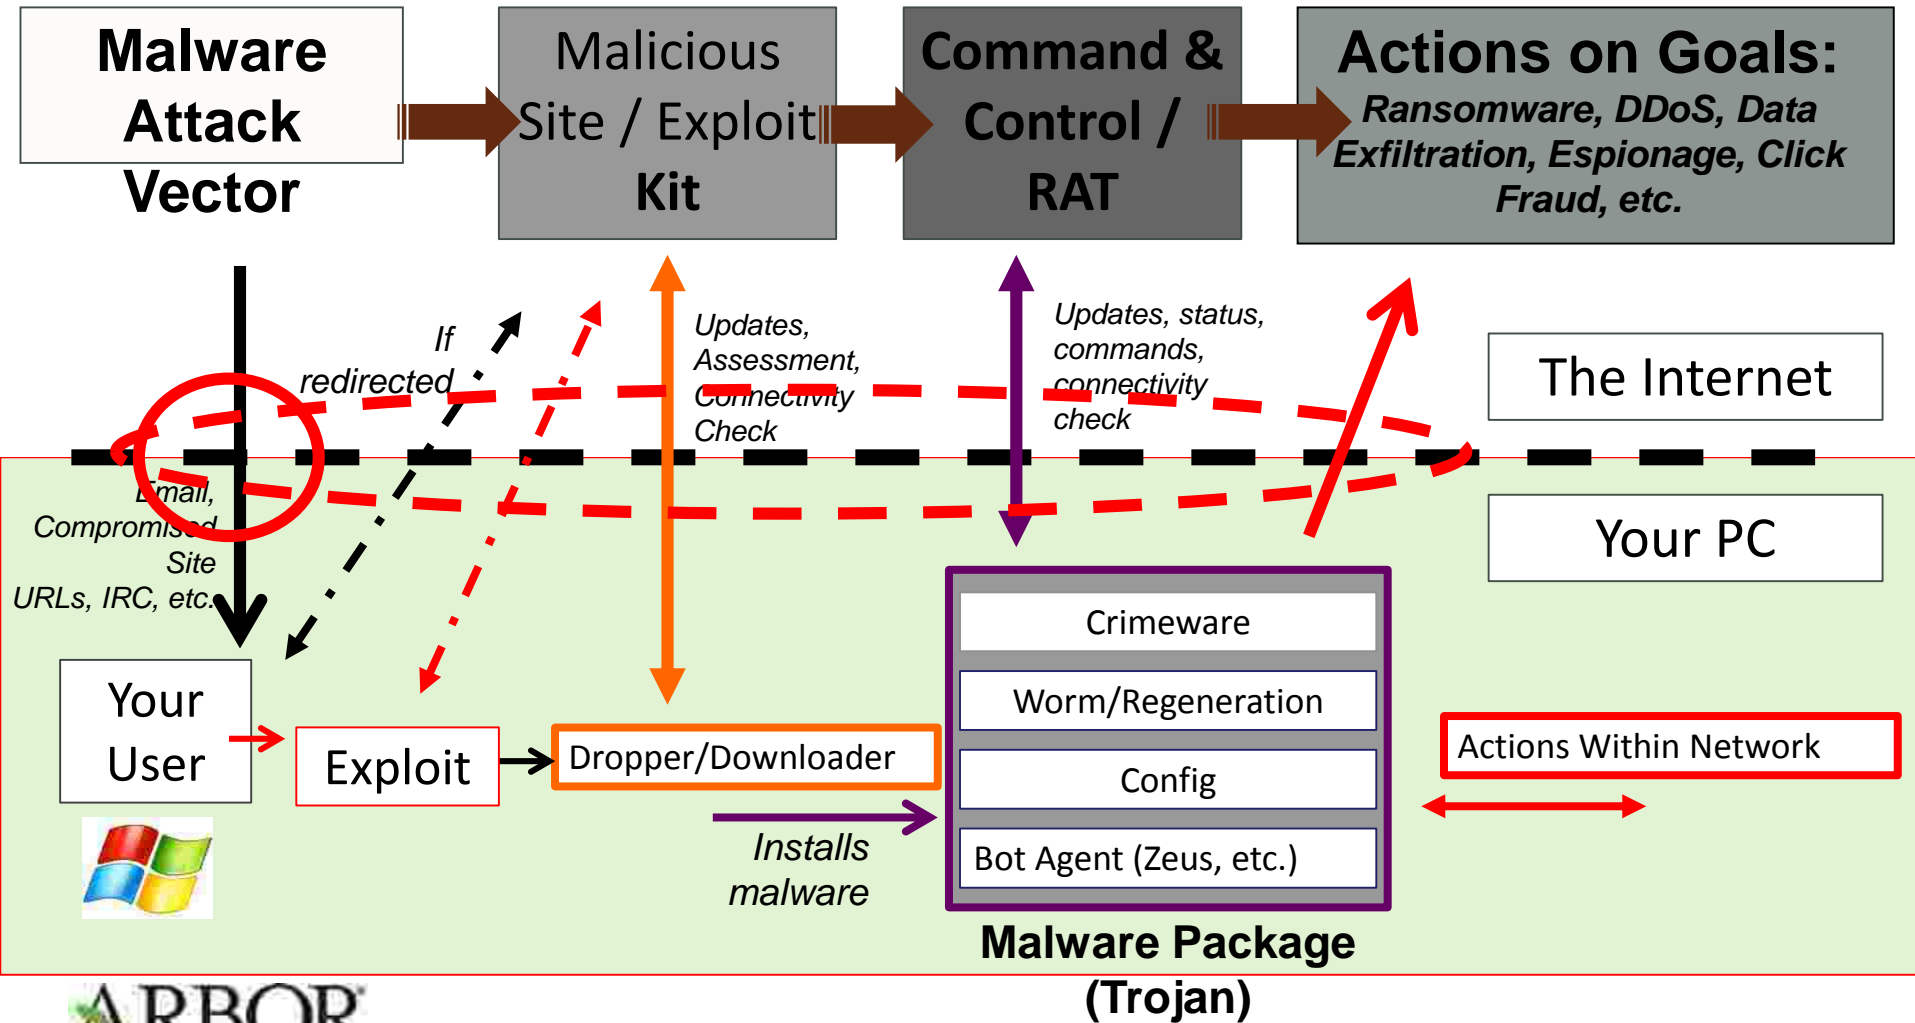 Malware
Attack
Vector
Malicious
Site / Exploit
Kit
Command &
Control /
RAT
Actions on Goals:
Ransomware, DDoS, Data
Exfiltration, Espionage, Click
Fraud, etc.
If
redirected
Updates,
Assessment,
Connectivity
Check
Updates, status,
commands,
connectivity
check
The Internet
Email,
Compromised
Site
URLs, IRC, etc.
Your PC
Your
User
Exploit
Dropper/Downloader
Installs
malware
Crimeware
Worm/Regeneration
Config
Bot Agent (Zeus, etc.)
Malware Package
(Trojan)
Actions Within Network
ARBOR